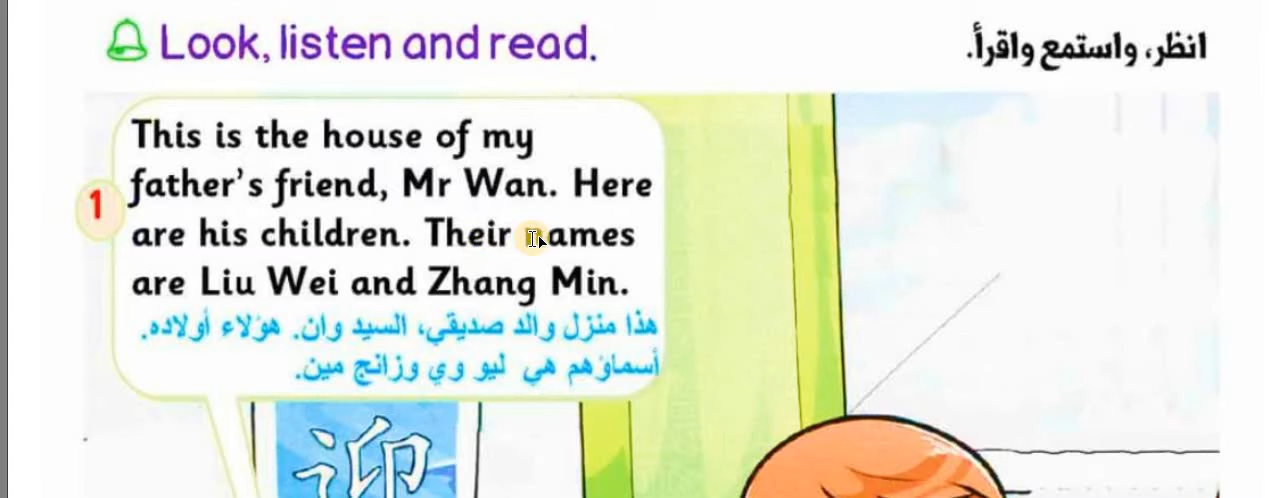 Look, listen and read.
انظر، واستمع واقرأ.
1
This is the house of my
father's friend, Mr Wan. Here
are his children. Their names
are Liu Wei and Zhang Min.
هذا منزل والد صديقي، السيد وان. هؤلاء أولاده.
أسماؤهم هي ليو وي وزانج مين.
迎